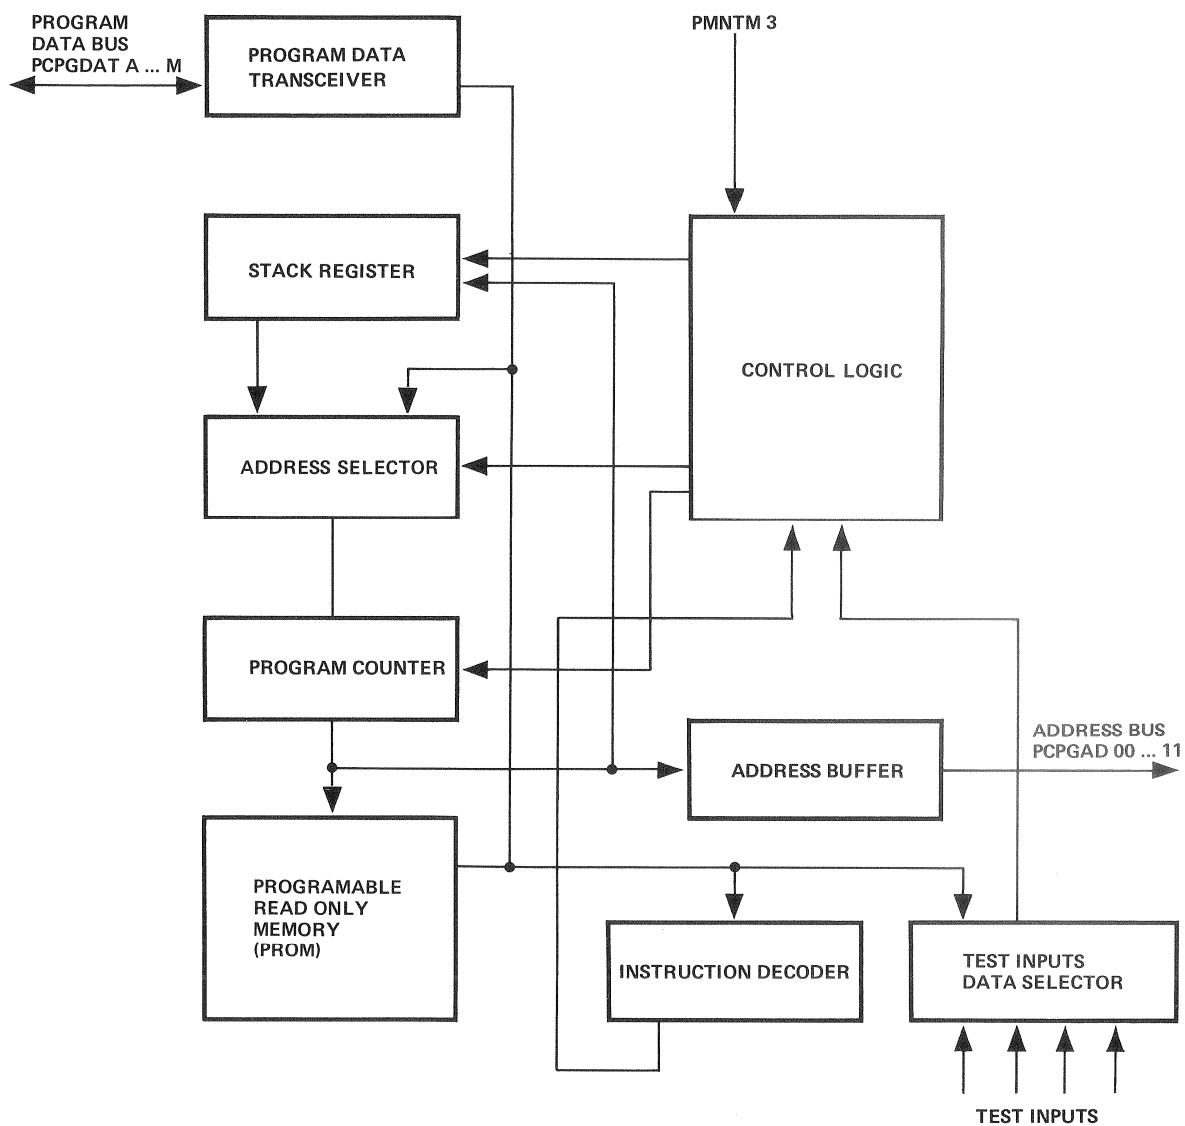 PROGRAM
DATA BUS
PCPGDAT A ... M
PROGRAM DATA
TRANSCEIVER
PMNTM 3
STACK REGISTER
CONTROL LOGIC
ADDRESS SELECTOR
PROGRAM COUNTER
ADDRESS BUFFER
ADDRESS BUS
PCPGAD 00 ... 11
PROGRAMABLE
READ ONLY
MEMORY
(PROM)
INSTRUCTION DECODER
TEST INPUTS
DATA SELECTOR
TEST INPUTS